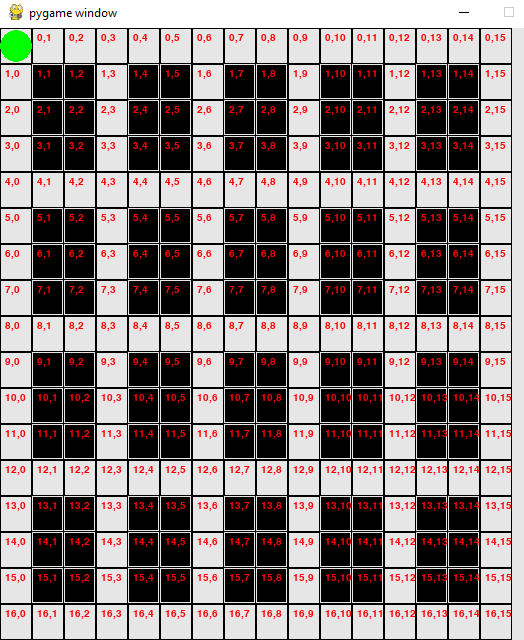 pygame window
0,1 0,2 0,3 0,4 0,5 0,6 0,7 0,8 0,9 0,10 0,11 0,12 0,13 0,14 0,15
1,0 1,1 1,2 1,3 1,4 1,5 1,6 1,7 1,8 1,9 1,10 1,11 1,12 1,13 1,14 1,15
2,0 2,1 2,2 2,3 2,4 2,5 2,6 2,7 2,8 2,9 2,10 2,11 2,12 2,13 2,14 2,15
3,0 3,1 3,2 3,3 3,4 3,5 3,6 3,7 3,8 3,9 3,10 3,11 3,12 3,13 3,14 3,15
4,0 4,1 4,2 4,3 4,4 4,5 4,6 4,7 4,8 4,9 4,10 4,11 4,12 4,13 4,14 4,15
5,0 5,1 5,2 5,3 5,4 5,5 5,6 5,7 5,8 5,9 5,10 5,11 5,12 5,13 5,14 5,15
6,0 6,1 6,2 6,3 6,4 6,5 6,6 6,7 6,8 6,9 6,10 6,11 6,12 6,13 6,14 6,15
7,0 7,1 7,2 7,3 7,4 7,5 7,6 7,7 7,8 7,9 7,10 7,11 7,12 7,13 7,14 7,15
8,0 8,1 8,2 8,3 8,4 8,5 8,6 8,7 8,8 8,9 8,10 8,11 8,12 8,13 8,14 8,15
9,0 9,1 9,2 9,3 9,4 9,5 9,6 9,7 9,8 9,9 9,10 9,11 9,12 9,13 9,14 9,15
10,0 10,1 10,2 10,3 10,4 10,5 10,6 10,7 10,8 10,9 10,10 10,11 10,12 10,13 10,14 10,15
11,0 11,1 11,2 11,3 11,4 11,5 11,6 11,7 11,8 11,9 11,10 11,11 11,12 11,13 11,14 11,15
12,0 12,1 12,2 12,3 12,4 12,5 12,6 12,7 12,8 12,9 12,10 12,11 12,12 12,13 12,14 12,15
13,0 13,1 13,2 13,3 13,4 13,5 13,6 13,7 13,8 13,9 13,10 13,11 13,12 13,13 13,14 13,15
14,0 14,1 14,2 14,3 14,4 14,5 14,6 14,7 14,8 14,9 14,10 14,11 14,12 14,13 14,14 14,15
15,0 15,1 15,2 15,3 15,4 15,5 15,6 15,7 15,8 15,9 15,10 15,11 15,12 15,13 15,14 15,15
16,0 16,1 16,2 16,3 16,4 16,5 16,6 16,7 16,8 16,9 16,10 16,11 16,12 16,13 16,14 16,15